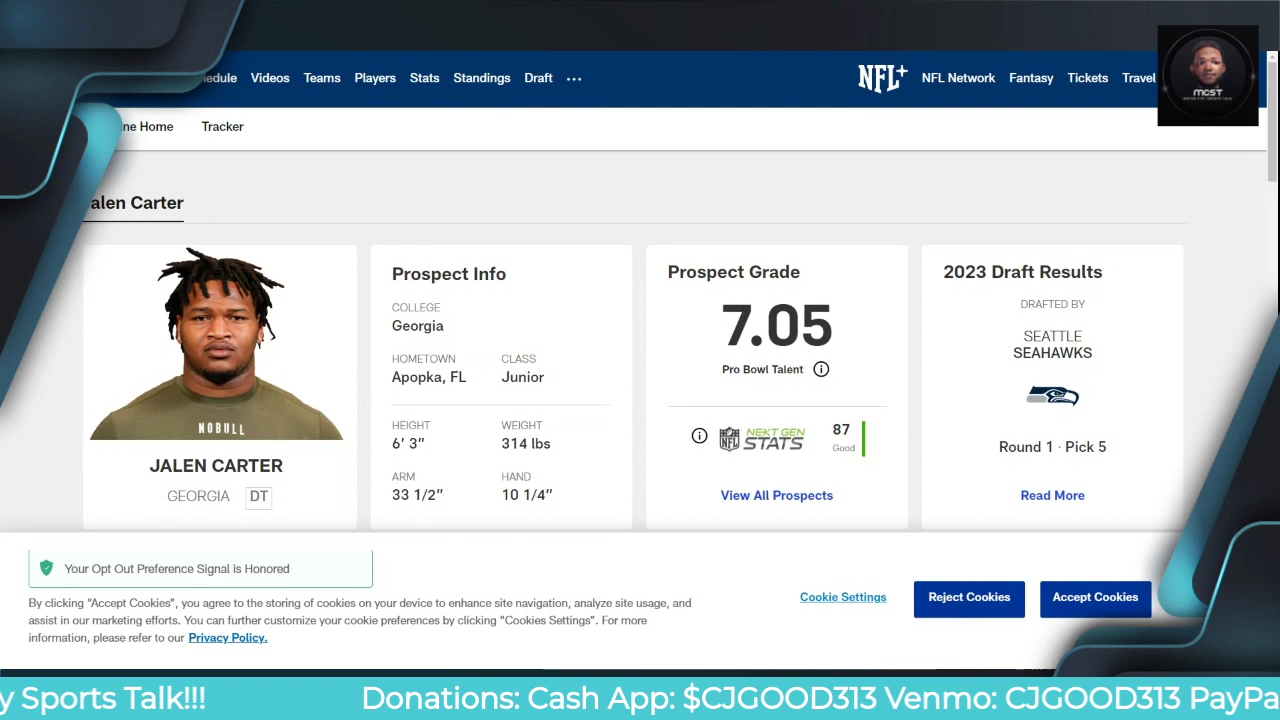 edule Videos Teams Players Stats Standings Draft ... NFL+ NFL Network Fantasy Tickets Travel
MCST
ne Home Tracker
alen Carter
Prospect Info
COLLEGE
Georgia
HOMETOWN CLASS
Apopka, FL Junior
HEIGHT WEIGHT
6’ 3” 314 lbs
ARM HAND
33 1/2” 10 1/4”
NOBULL
JALEN CARTER
GEORGIA DT
Prospect Grade
7.05
Pro Bowl Talent
NFL NEXT GEN STATS 87
Good
View All Prospects
2023 Draft Results
DRAFTED BY
SEATTLE
SEAHAWKS
Round 1 · Pick 5
Read More
Your Opt Out Preference Signal is Honored
By clicking “Accept Cookies”, you agree to the storing of cookies on your device to enhance site navigation, analyze site usage, and
assist in our marketing efforts. You can further customize your cookie preferences by clicking “Cookies Settings”. For more
information, please refer to our Privacy Policy.
Cookie Settings Reject Cookies Accept Cookies
y Sports Talk!!! Donations: Cash App: $CJGOOD313 Venmo: CJGOOD313 PayPa